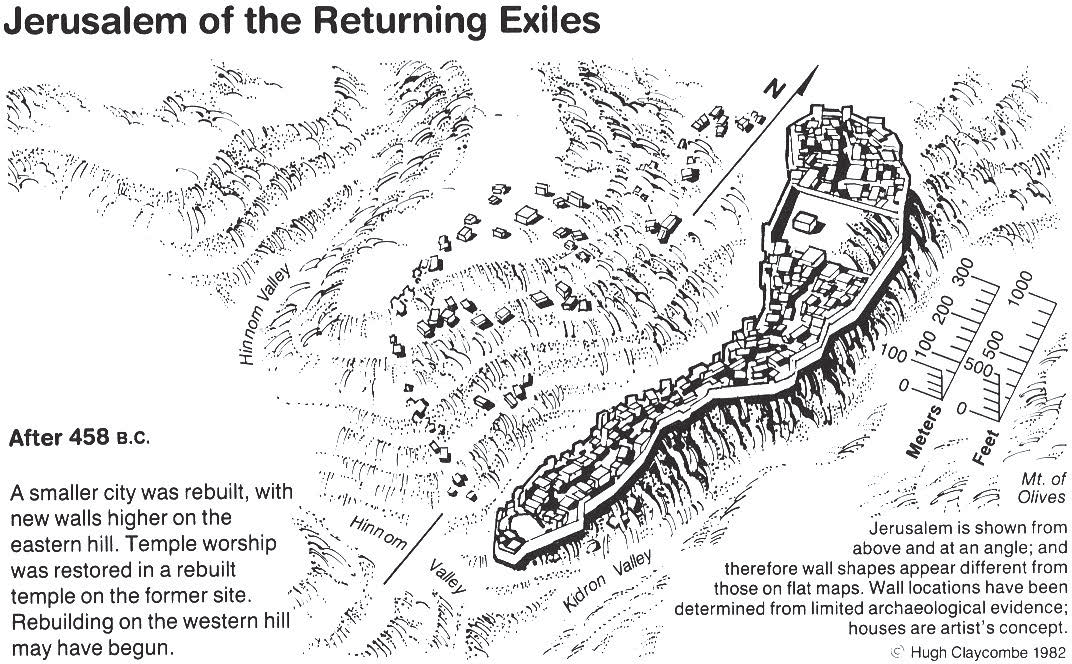 Jerusalem of the Returning Exiles
N
Hinnom Valley
300
200
100
100
0
Meters
1000
500
500
0
Feet
After 458 B.C.
A smaller city was rebuilt, with
new walls higher on the
eastern hill. Temple worship
was restored in a rebuilt
temple on the former site.
Rebuilding on the western hill
may have begun.
Hinnom
Valley
Kidron Valley
Mt. of
Olives
Jerusalem is shown from
above and at an angle; and
therefore wall shapes appear different from
those on flat maps. Wall locations have been
determined from limited archaeological evidence;
houses are artist's concept.
© Hugh Claycombe 1982